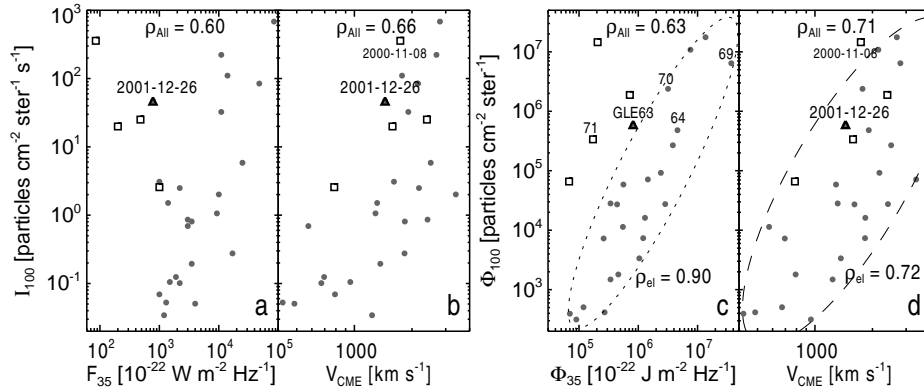 ρAll = 0.60
ρAll = 0.66
ρAll = 0.63
ρAll = 0.71
10³
10²
10¹
10⁰
10⁻¹
I100 [particles cm⁻² ster⁻¹ s⁻¹]
2001-12-26
a
10² 10³ 10⁴ 10⁵
F35 [10⁻²² W m⁻² Hz⁻¹]
2000-11-08
2001-12-26
b
1000
VCME [km s⁻¹]
10⁷
10⁶
10⁵
10⁴
10³
Φ100 [particles cm⁻² ster⁻¹]
69
70
GLE63
64
71
ρel = 0.90
c
10⁵ 10⁶ 10⁷ 10⁷
Φ35 [10⁻²² J m⁻² Hz⁻¹]
2000-11-08
2001-12-26
ρel = 0.72
d
1000
VCME [km s⁻¹]